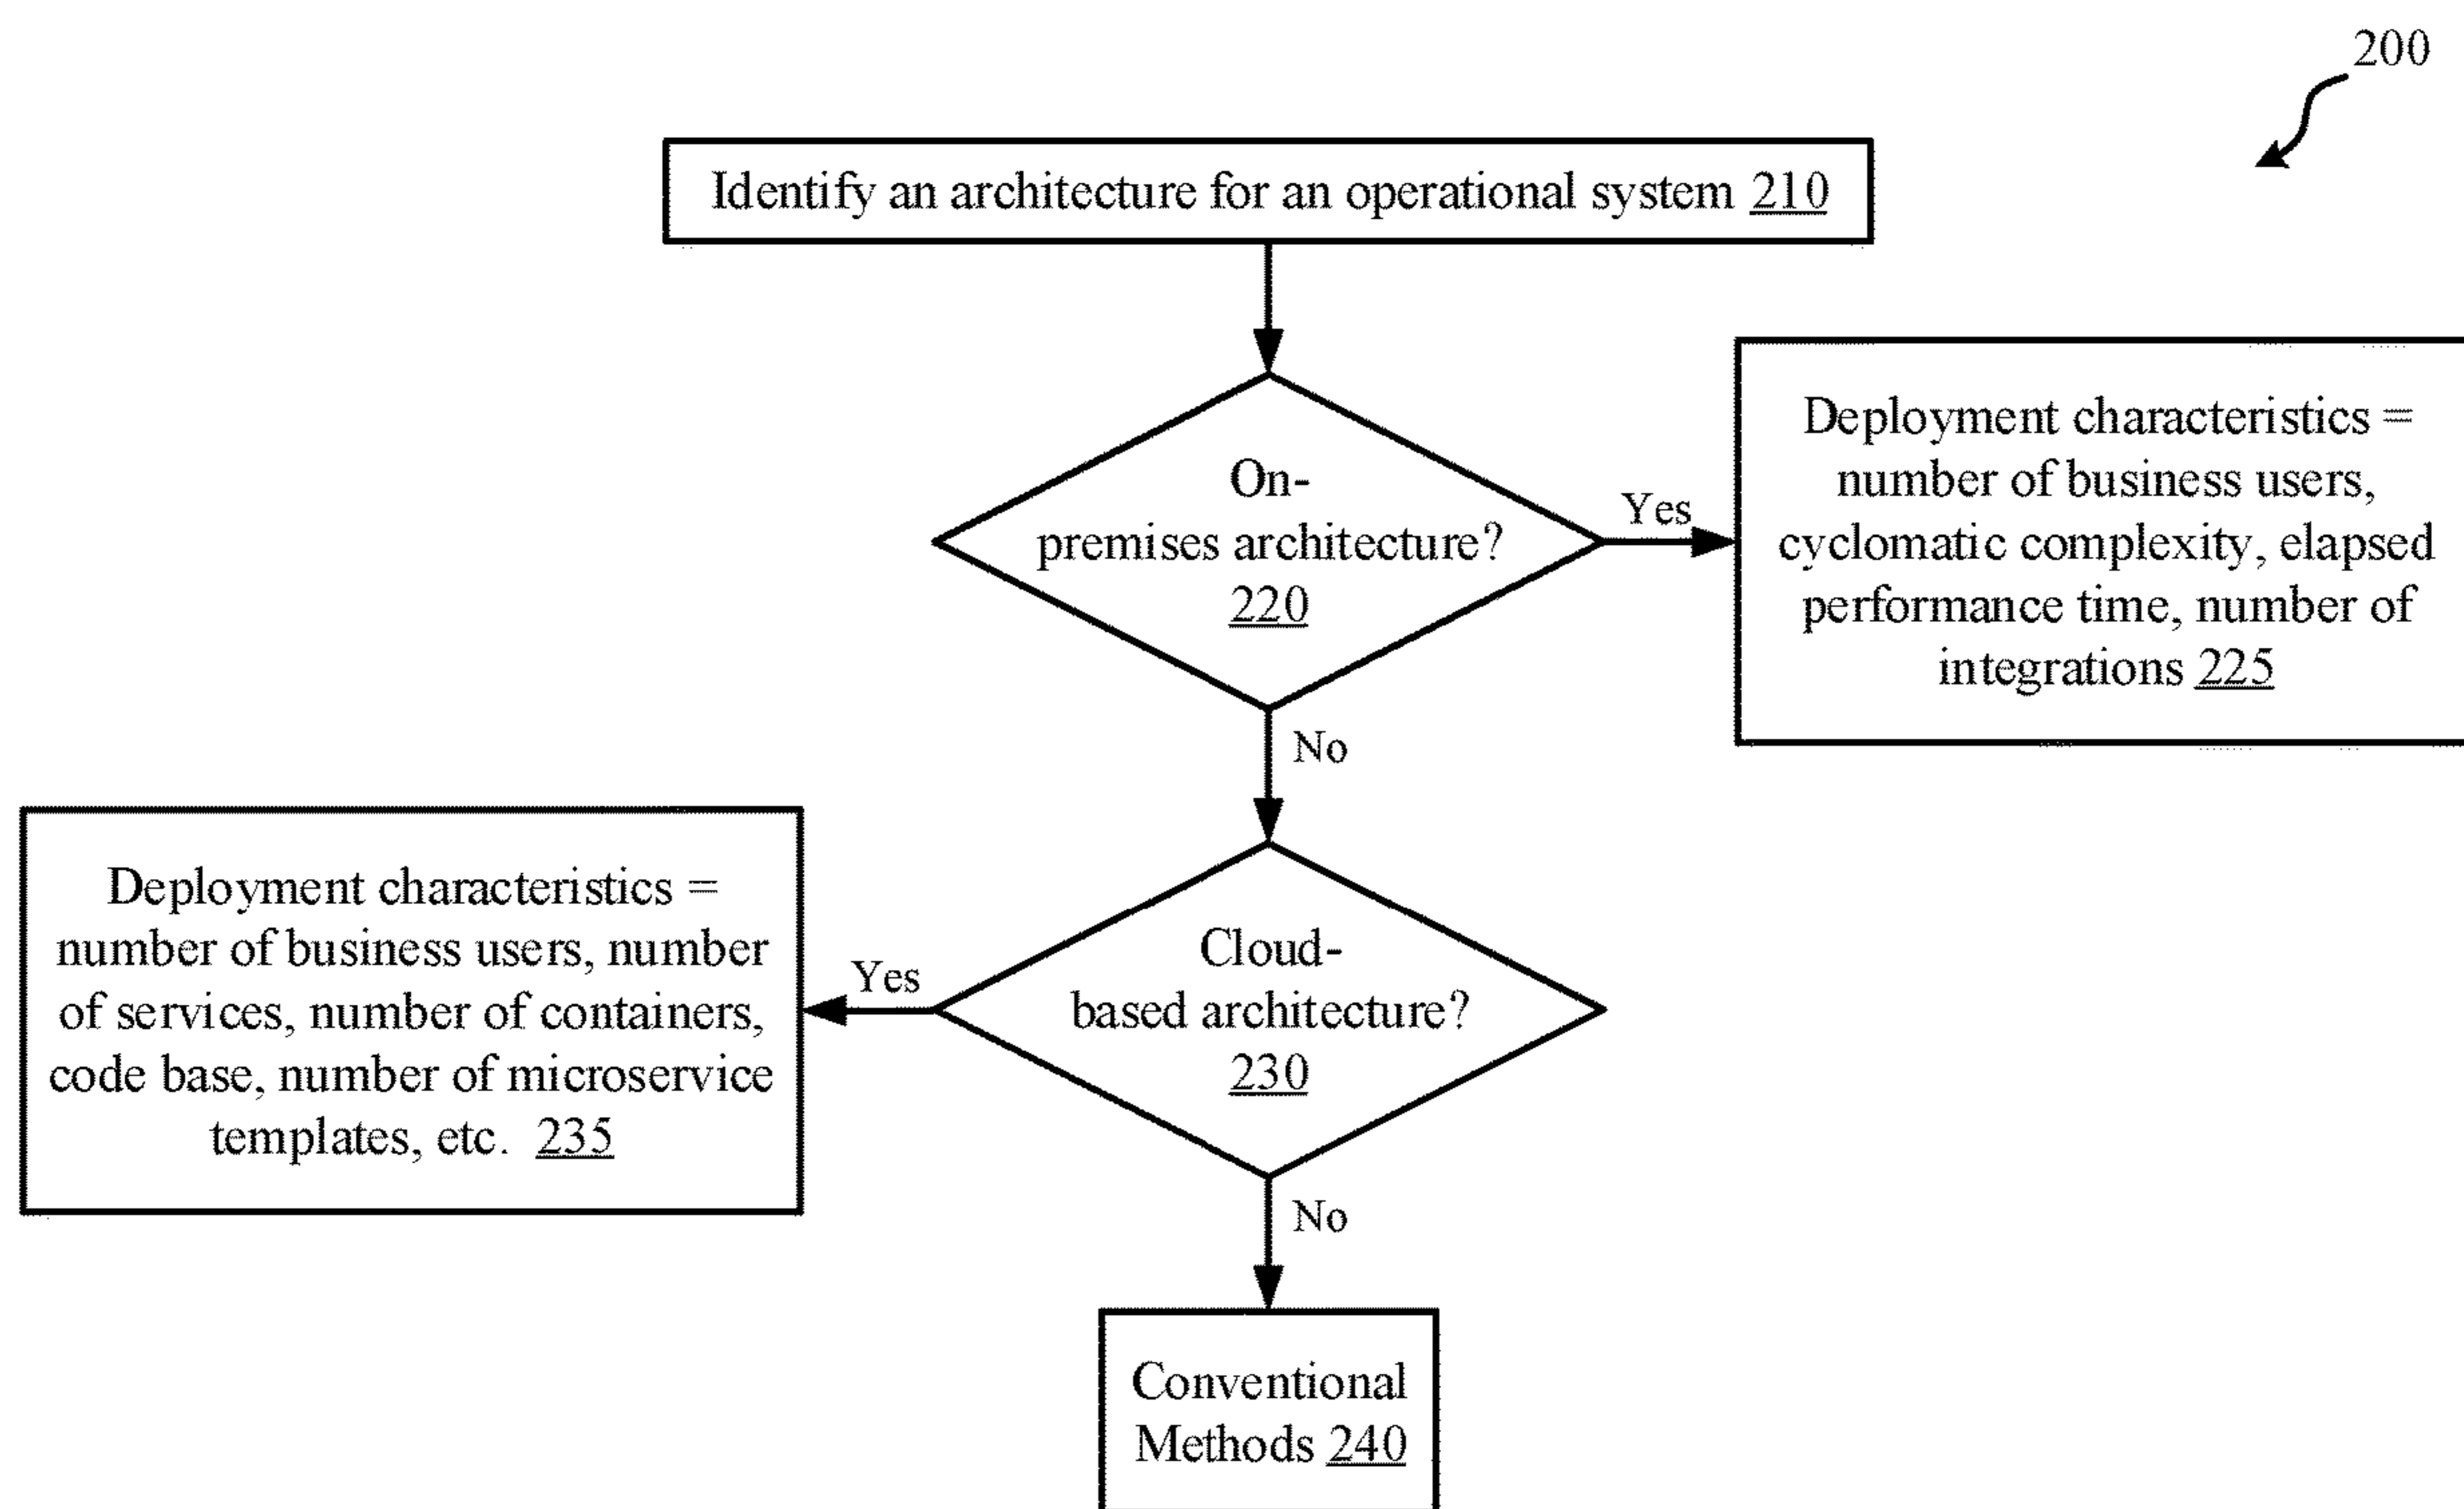 200
Identify an architecture for an operational system 210
On-
premises architecture?
220
Yes
Deployment characteristics =
number of business users,
cyclomatic complexity, elapsed
performance time, number of
integrations 225
No
Cloud-
based architecture?
230
Yes
Deployment characteristics =
number of business users, number
of services, number of containers,
code base, number of microservice
templates, etc. 235
No
Conventional
Methods 240